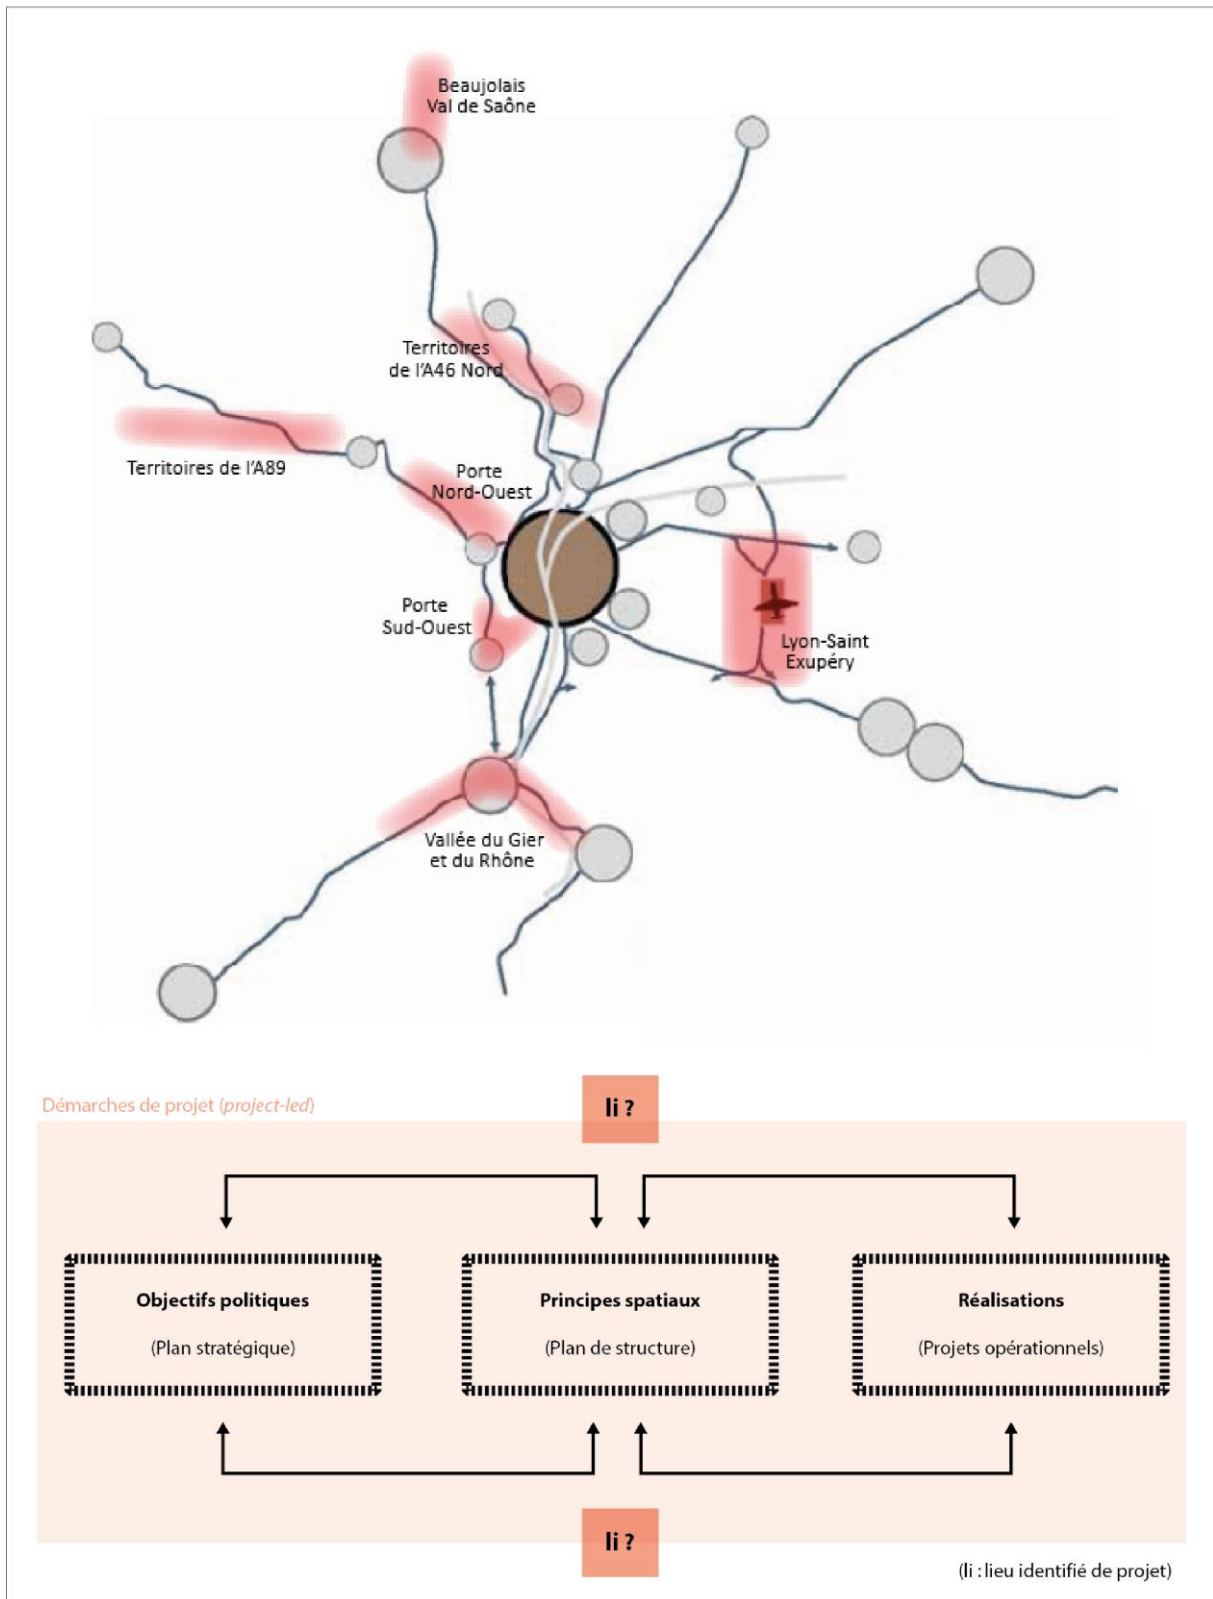 Beaujolais
Val de Saône
Territoires
de l'A46 Nord
Territoires de l'A89
Porte
Nord-Ouest
Porte
Sud-Ouest
Lyon-Saint
Exupéry
Vallée du Gier
et du Rhône
Démarches de projet (project-led)
li ?
Objectifs politiques
(Plan stratégique)
Principes spatiaux
(Plan de structure)
Réalisations
(Projets opérationnels)
li ?
(li : lieu identifié de projet)